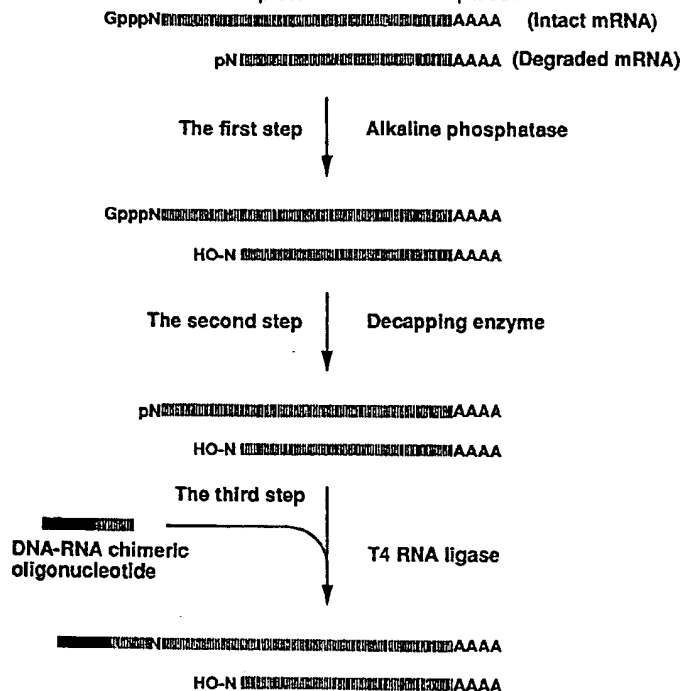 GpppN AAAA (Intact mRNA)
pN AAAA (Degraded mRNA)
The first step Alkaline phosphatase
GpppN AAAA
HO-N AAAA
The second step Decapping enzyme
pN AAAA
HO-N AAAA
The third step
DNA-RNA chimeric
oligonucleotide
T4 RNA ligase
N AAAA
HO-N AAAA